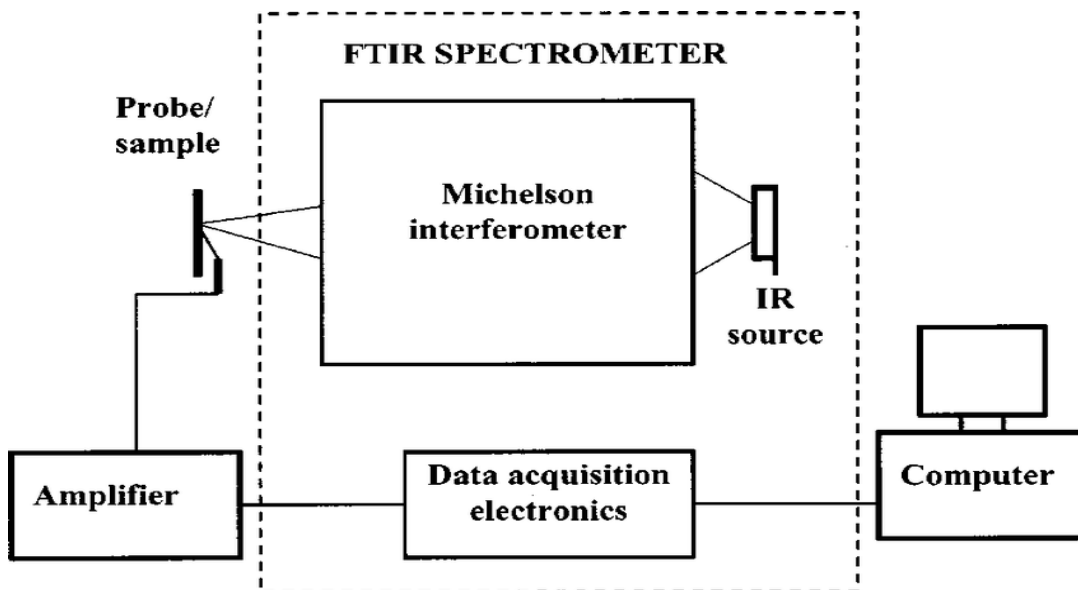 FTIR SPECTROMETER
Probe/
sample
Michelson
interferometer
IR
source
Amplifier
Data acquisition
electronics
Computer